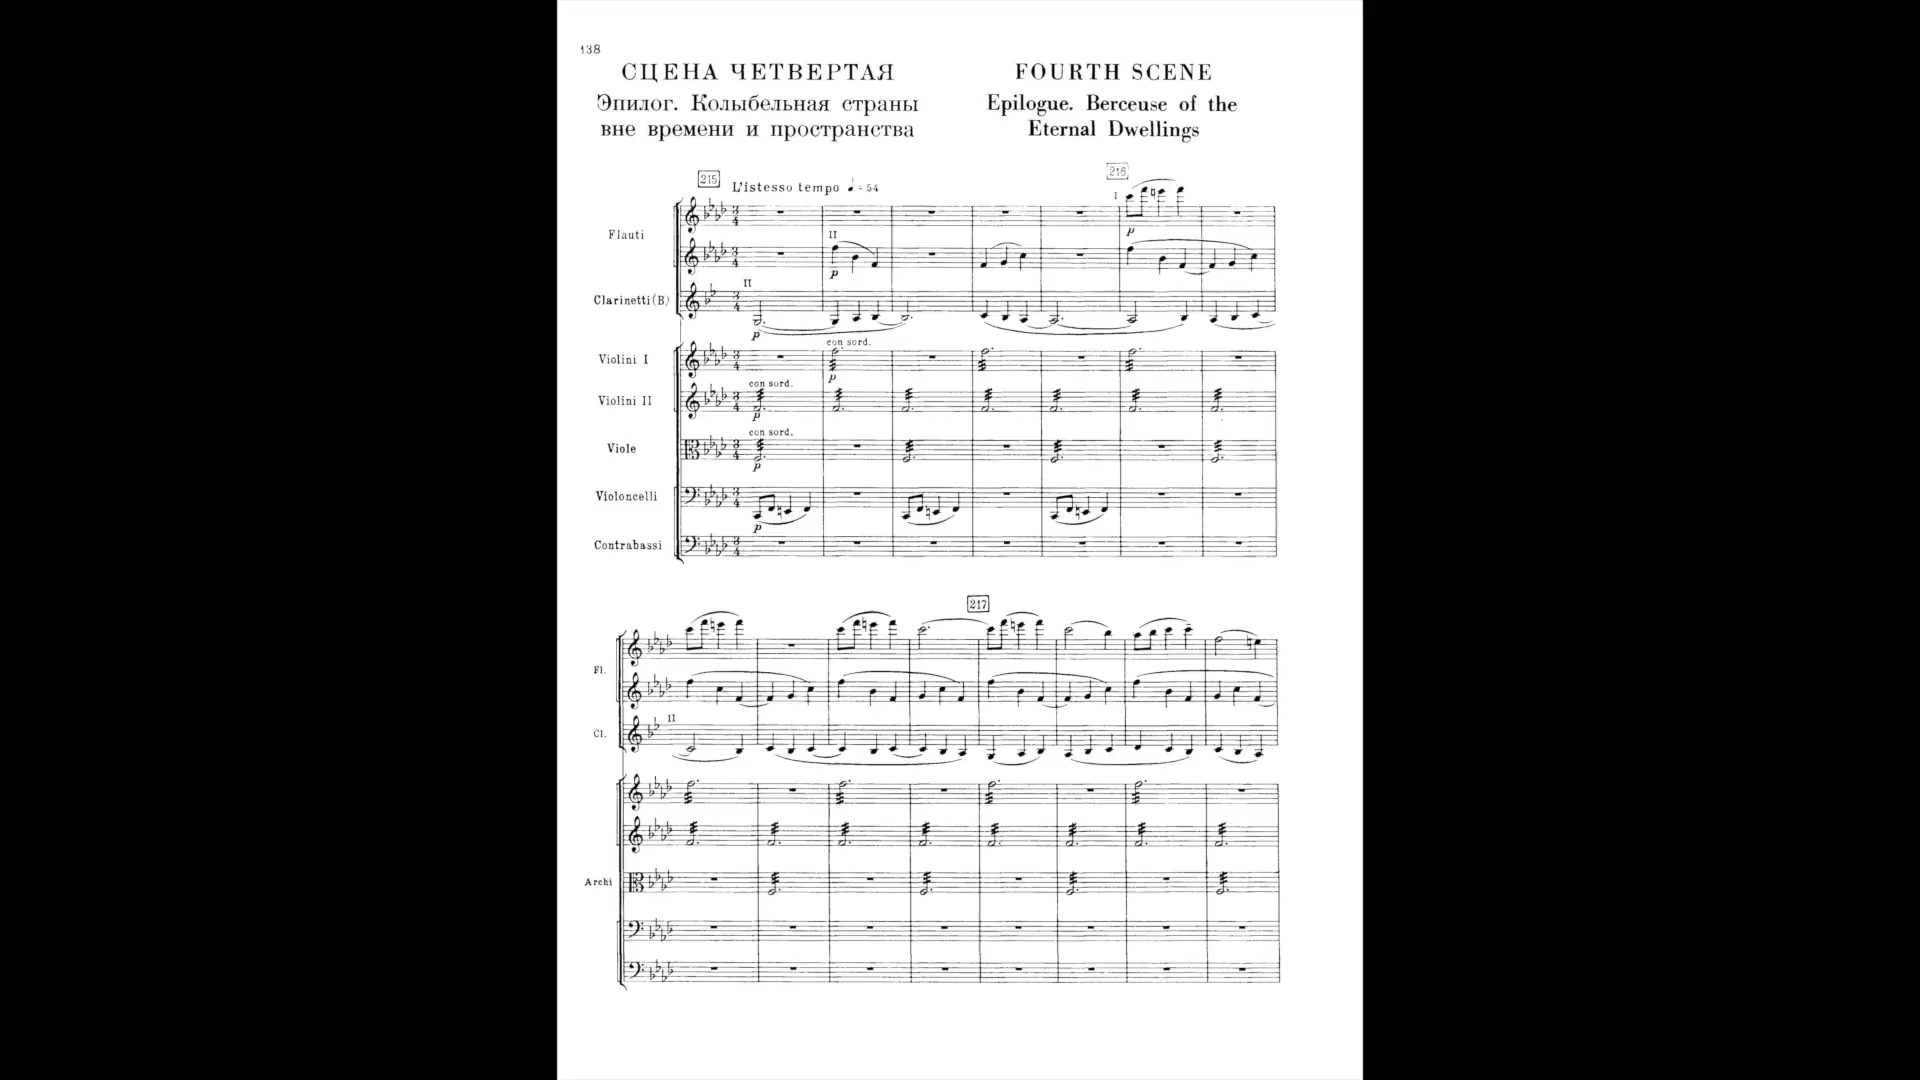 138
СЦЕНА ЧЕТВЕРТАЯ
Эпилог. Колыбельная страны
вне времени и пространства
FOURTH SCENE
Epilogue. Berceuse of the
Eternal Dwellings
215
L'istesso tempo ♩ = 54
216
I
p
Flauti
II
p
Clarinetti (B)
II
p
con sord.
Violini I
p
con sord.
Violini II
p
con sord.
Viole
p
Violoncelli
p
Contrabassi
217
Fl.
II
Cl.
Archi